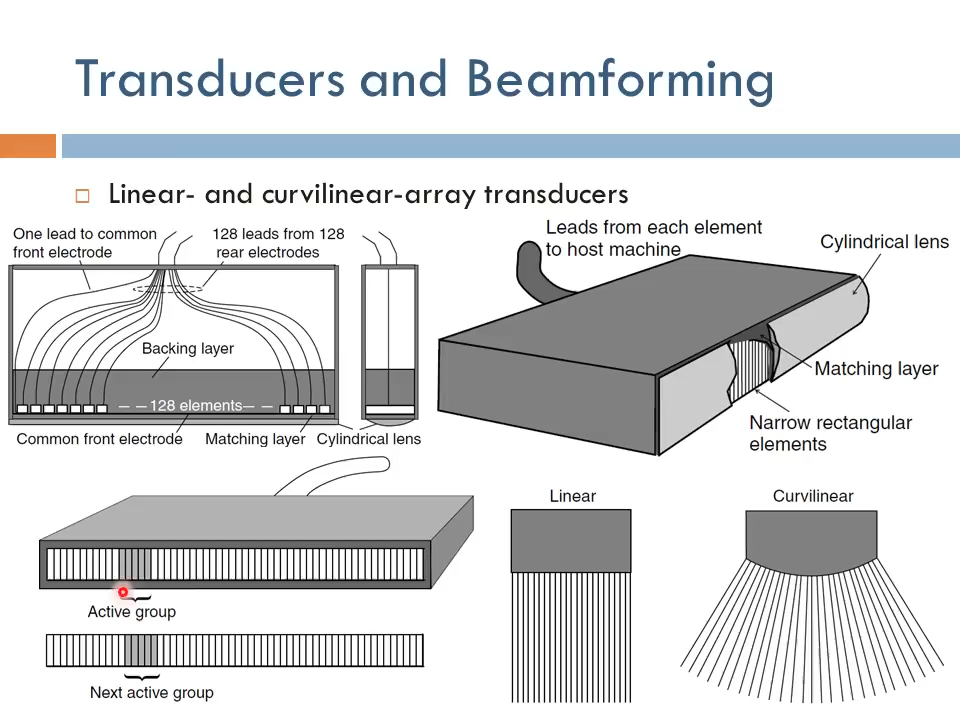 Transducers and Beamforming
Linear- and curvilinear-array transducers
One lead to common
front electrode
128 leads from 128
rear electrodes
Backing layer
128 elements
Common front electrode
Matching layer
Cylindrical lens
Leads from each element
to host machine
Cylindrical lens
Matching layer
Narrow rectangular
elements
Active group
Next active group
Linear
Curvilinear